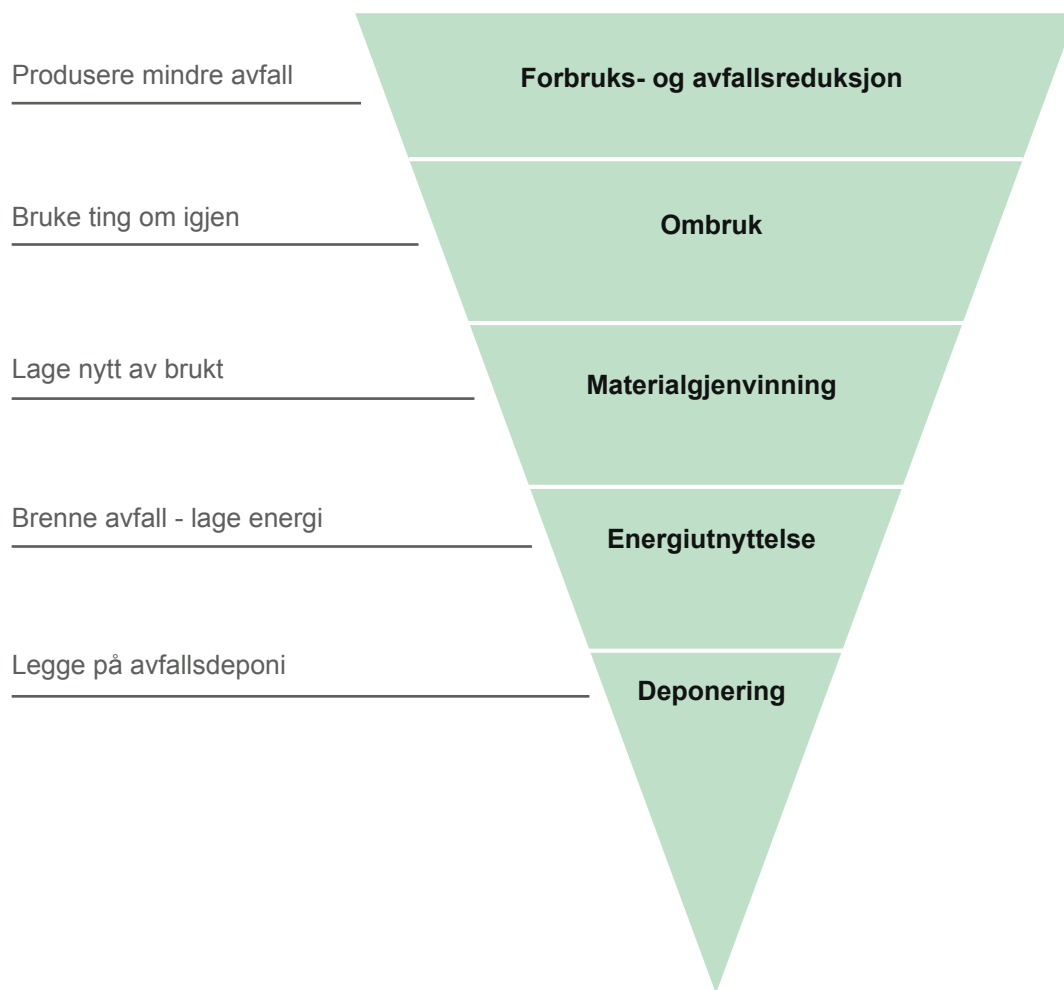 Produsere mindre avfall
Forbruks- og avfallsreduksjon
Bruke ting om igjen
Ombruk
Lage nytt av brukt
Materialgjenvinning
Brenne avfall - lage energi
Energiutnyttelse
Legge på avfallsdeponi
Deponering